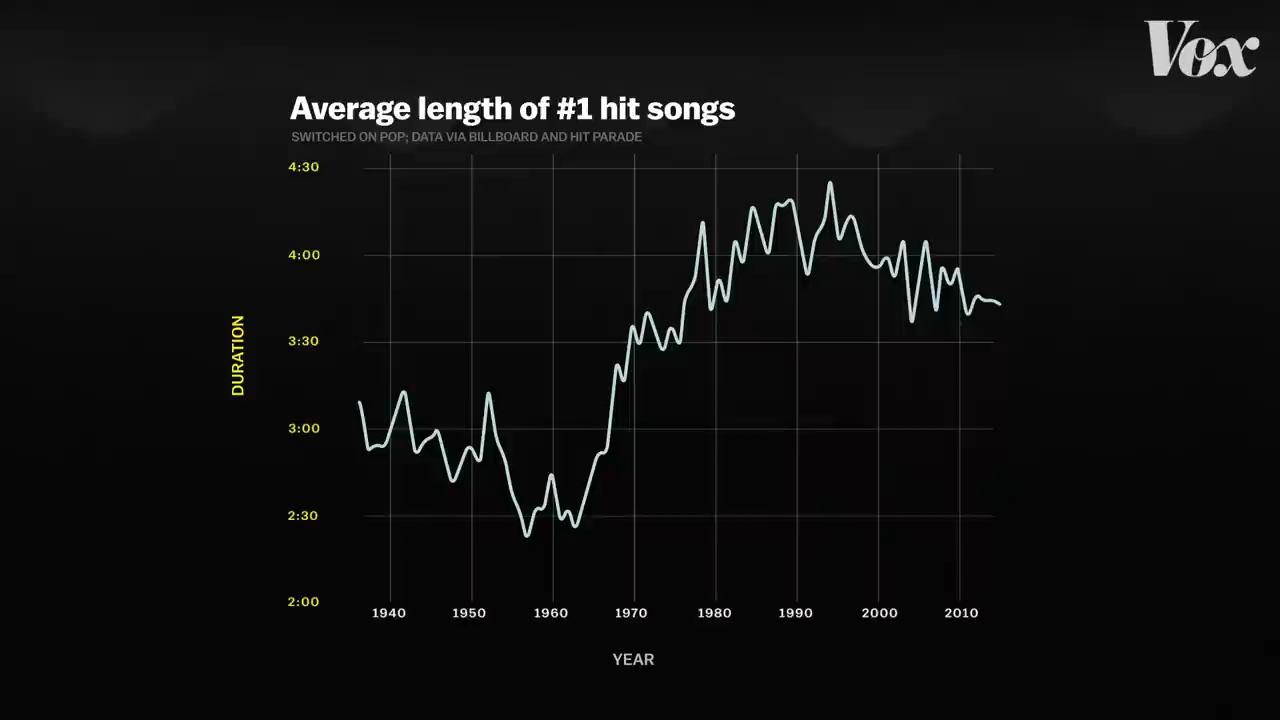 Vox
Average length of #1 hit songs
SWITCHED ON POP; DATA VIA BILLBOARD AND HIT PARADE
4:30
4:00
DURATION
3:30
3:00
2:30
2:00
1940 1950 1960 1970 1980 1990 2000 2010
YEAR